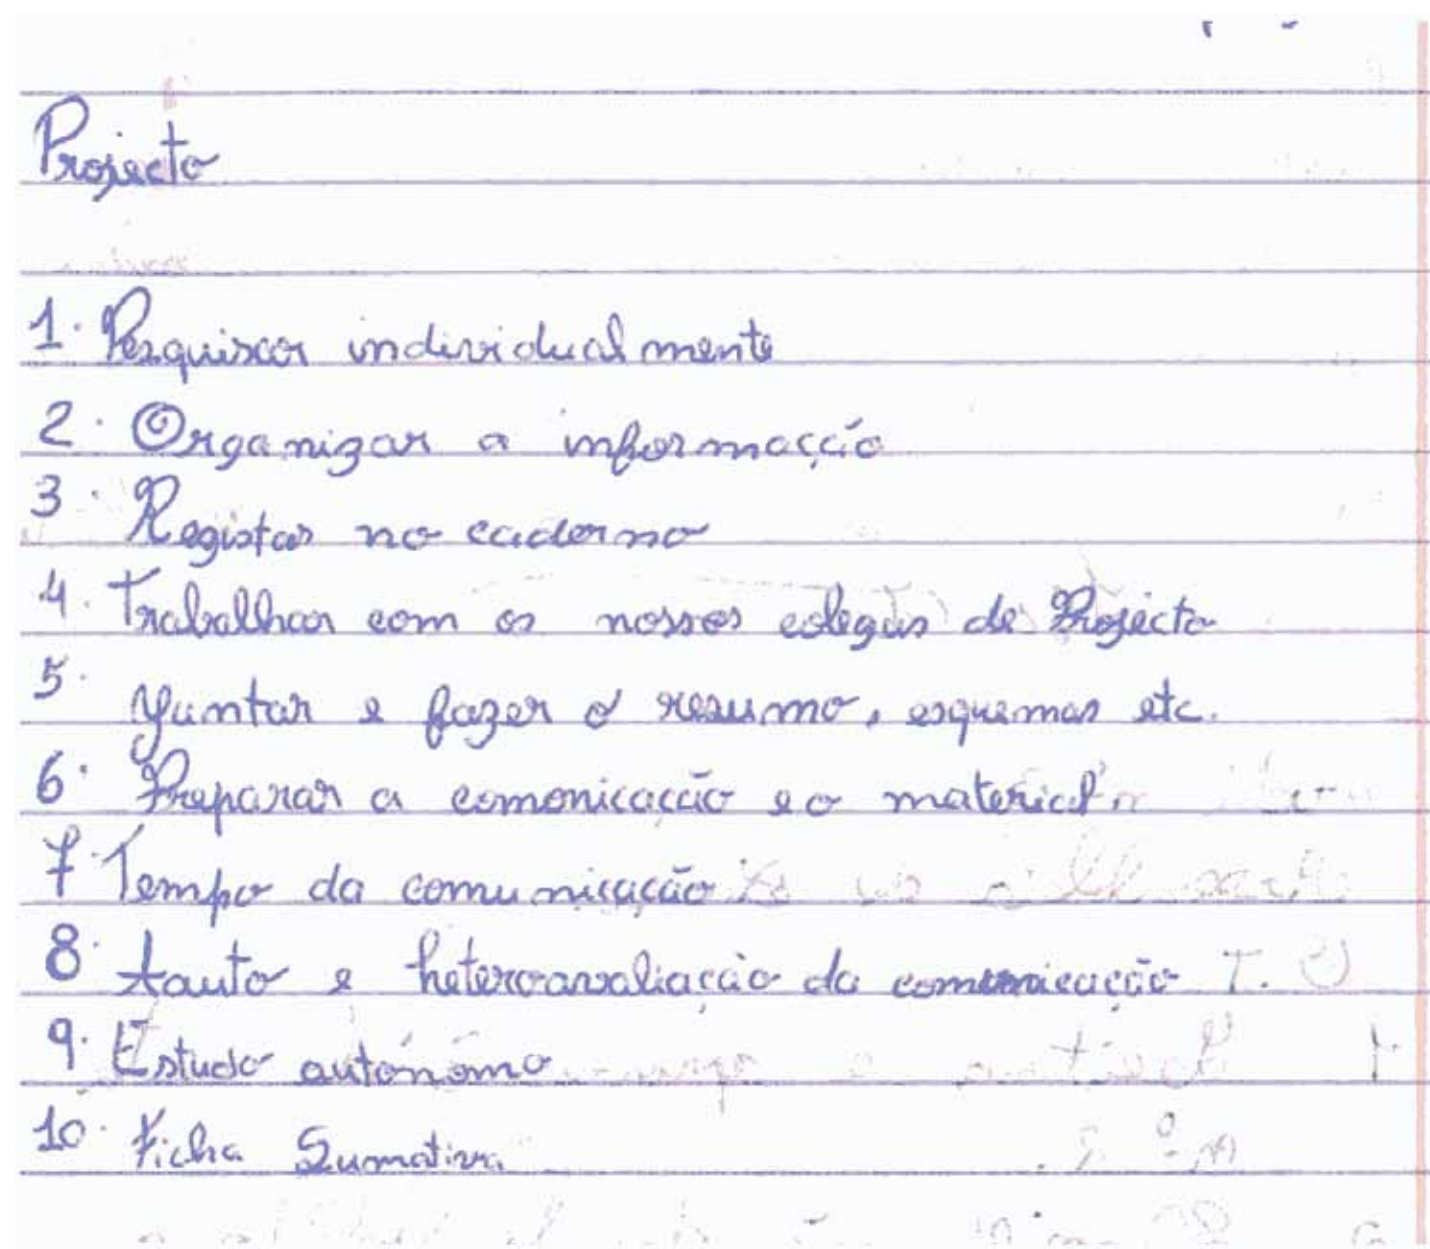 Projecto
1. Pesquisar individualmente
2. Organizar a informação
3. Registar no caderno
4. Trabalhar com os nossos colegas de Projecto
5. Juntar e fazer o resumo, esquemas etc.
6. Preparar a comonicação e o material
7. Tempo da comunicação
8. Aauto e heteroavaliação da comunicação
9. Estudo autónomo
10. Ficha Sumativa